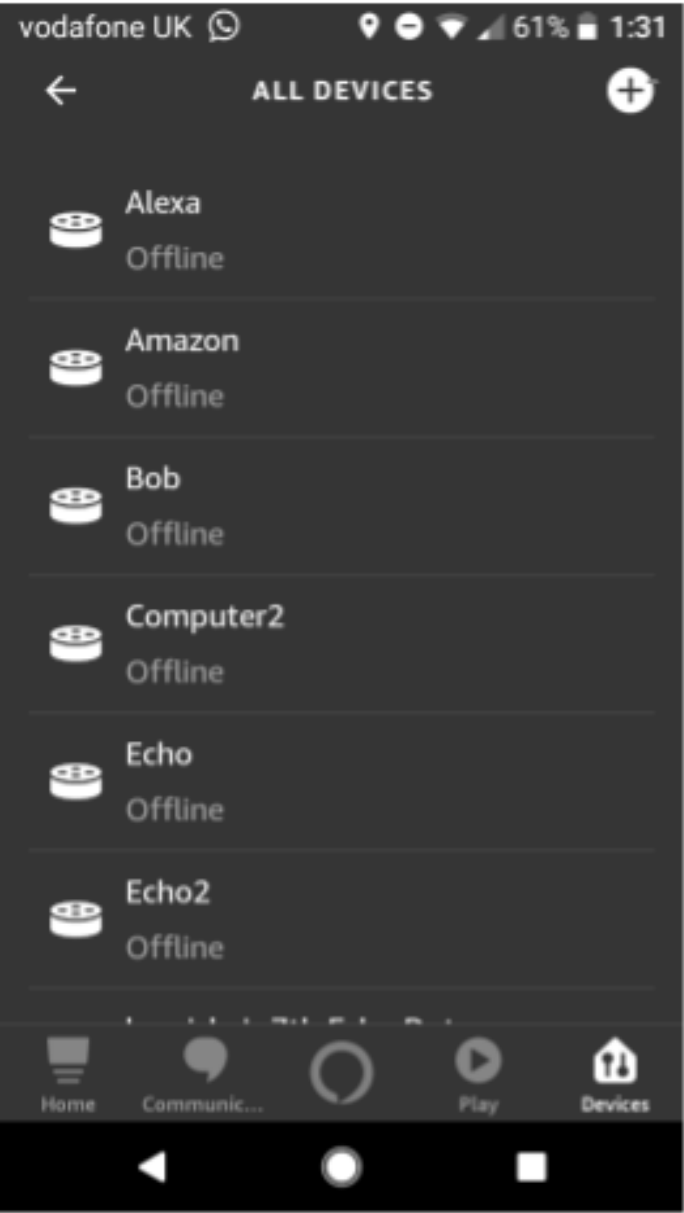 vodafone UK 61% 1:31
ALL DEVICES
Alexa
Offline
Amazon
Offline
Bob
Offline
Computer2
Offline
Echo
Offline
Echo2
Offline
Home Communic... Play Devices